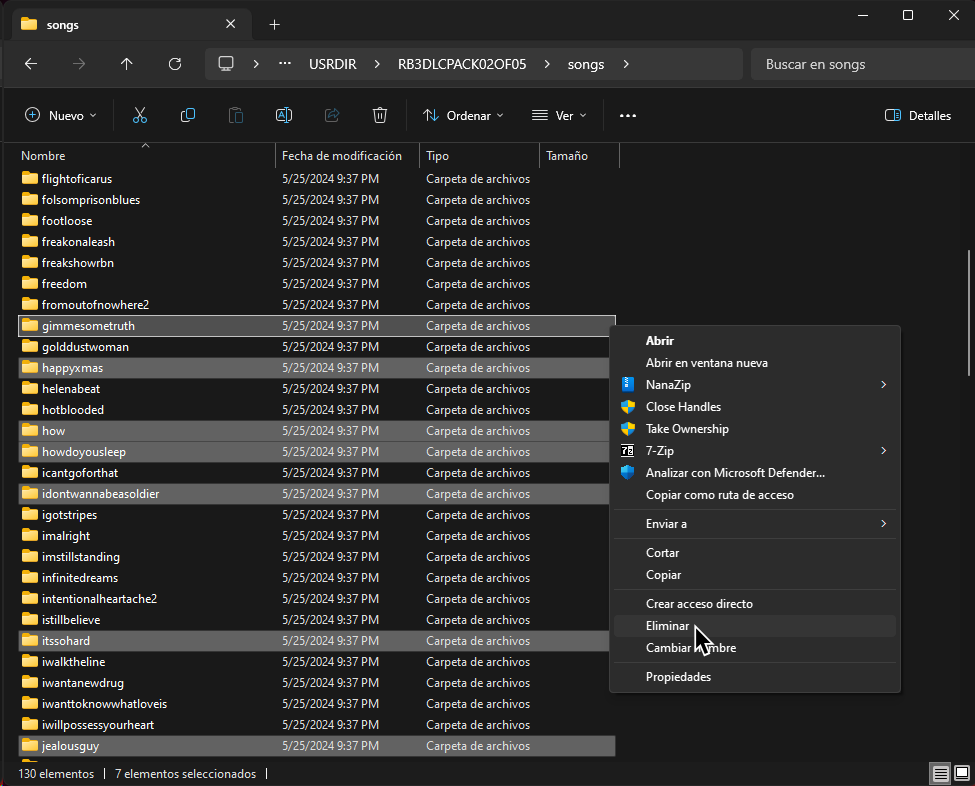 songs
USRDIR RB3DLCPACK02OF05 songs Buscar en songs
Nuevo Ordenar Ver Detalles
Nombre Fecha de modificación Tipo Tamaño
flightoficarus 5/25/2024 9:37 PM Carpeta de archivos
folsomprisonblues 5/25/2024 9:37 PM Carpeta de archivos
footloose 5/25/2024 9:37 PM Carpeta de archivos
freakonaleash 5/25/2024 9:37 PM Carpeta de archivos
freakshowrbn 5/25/2024 9:37 PM Carpeta de archivos
freedom 5/25/2024 9:37 PM Carpeta de archivos
fromoutofnowhere2 5/25/2024 9:37 PM Carpeta de archivos
gimmesometruth 5/25/2024 9:37 PM Carpeta de archivos
golddustwoman 5/25/2024 9:37 PM Carpeta de archivos
happyxmas 5/25/2024 9:37 PM Carpeta de archivos
helenabeat 5/25/2024 9:37 PM Carpeta de archivos
hotblooded 5/25/2024 9:37 PM Carpeta de archivos
how 5/25/2024 9:37 PM Carpeta de archivos
howdoyousleep 5/25/2024 9:37 PM Carpeta de archivos
icantgoforthat 5/25/2024 9:37 PM Carpeta de archivos
idontwannabeasoldier 5/25/2024 9:37 PM Carpeta de archivos
igotstripes 5/25/2024 9:37 PM Carpeta de archivos
imalright 5/25/2024 9:37 PM Carpeta de archivos
imstillstanding 5/25/2024 9:37 PM Carpeta de archivos
infinitedreams 5/25/2024 9:37 PM Carpeta de archivos
intentionalheartache2 5/25/2024 9:37 PM Carpeta de archivos
istillbelieve 5/25/2024 9:37 PM Carpeta de archivos
itssohard 5/25/2024 9:37 PM Carpeta de archivos
iwalktheline 5/25/2024 9:37 PM Carpeta de archivos
iwantanewdrug 5/25/2024 9:37 PM Carpeta de archivos
iwanttoknowwhatloveis 5/25/2024 9:37 PM Carpeta de archivos
iwillpossessyourheart 5/25/2024 9:37 PM Carpeta de archivos
jealousguy 5/25/2024 9:37 PM Carpeta de archivos
Abrir
Abrir en ventana nueva
NanaZip
Close Handles
Take Ownership
7-Zip
Analizar con Microsoft Defender...
Copiar como ruta de acceso
Enviar a
Cortar
Copiar
Crear acceso directo
Eliminar
Cambiar nombre
Propiedades
130 elementos 7 elementos seleccionados